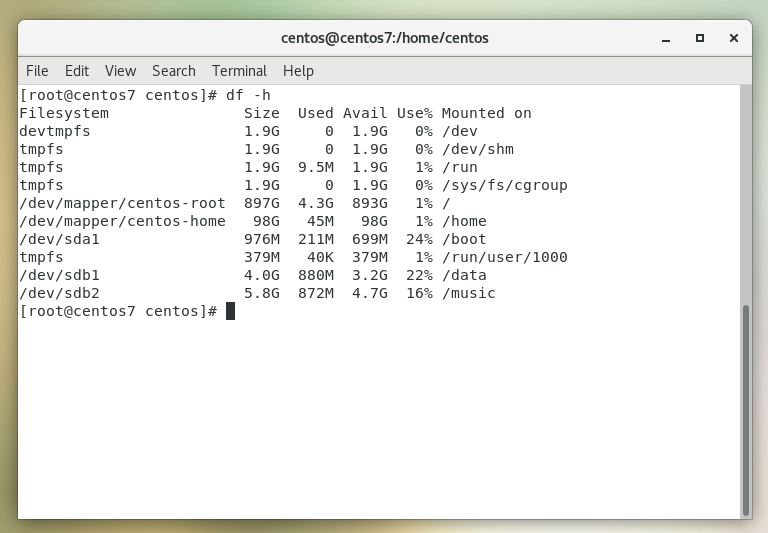 centos@centos7:/home/centos
File Edit View Search Terminal Help
[root@centos7 centos]# df -h
Filesystem               Size  Used Avail Use% Mounted on
devtmpfs                 1.9G     0  1.9G   0% /dev
tmpfs                    1.9G     0  1.9G   0% /dev/shm
tmpfs                    1.9G  9.5M  1.9G   1% /run
tmpfs                    1.9G     0  1.9G   0% /sys/fs/cgroup
/dev/mapper/centos-root  897G  4.3G  893G   1% /
/dev/mapper/centos-home   98G   45M   98G   1% /home
/dev/sda1                976M  211M  699M  24% /boot
tmpfs                    379M   40K  379M   1% /run/user/1000
/dev/sdb1                4.0G  880M  3.2G  22% /data
/dev/sdb2                5.8G  872M  4.7G  16% /music
[root@centos7 centos]#